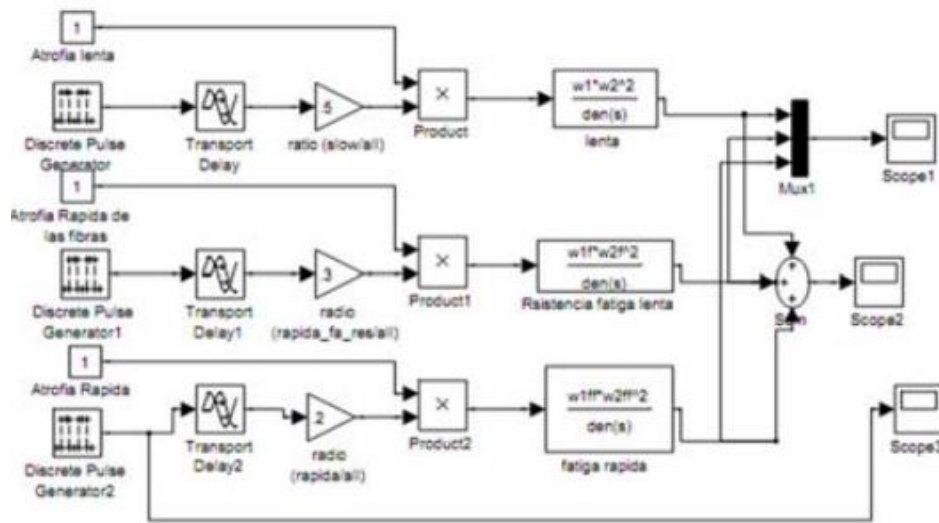 1
Atrofia lenta
Discrete Pulse
Generator
Transport
Delay
5
ratio (slow/all)
×
Product
w1*w2^2
den(s)
lenta
Mux1
Scope1
1
Atrofia Rapida de
las fibras
Discrete Pulse
Generator1
Transport
Delay1
3
radio
(rapida_fa_res/all)
×
Product1
w1f*w2f^2
den(s)
Rsistencia fatiga lenta
+
+
+
Sum
Scope2
1
Atrofia Rapida
Discrete Pulse
Generator2
Transport
Delay2
2
radio
(rapida/all)
×
Product2
w1ff*w2ff^2
den(s)
fatiga rapida
Scope3